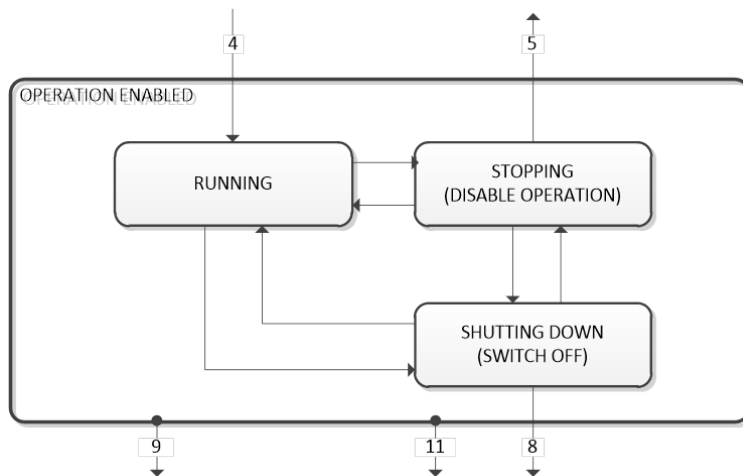 4
5
OPERATION ENABLED
RUNNING
STOPPING
(DISABLE OPERATION)
SHUTTING DOWN
(SWITCH OFF)
9
11
8